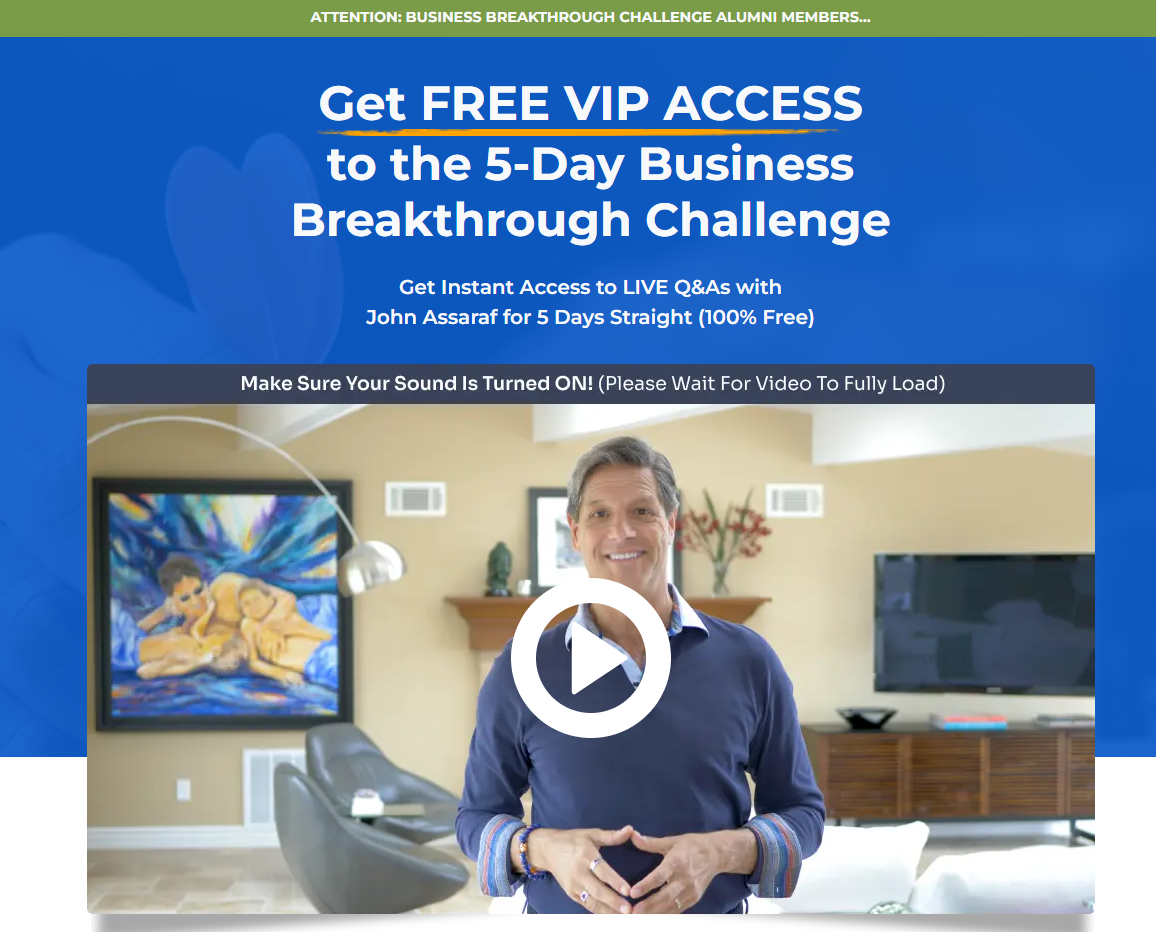 ATTENTION: BUSINESS BREAKTHROUGH CHALLENGE ALUMNI MEMBERS...
Get FREE VIP ACCESS
to the 5-Day Business
Breakthrough Challenge
Get Instant Access to LIVE Q&As with
John Assaraf for 5 Days Straight (100% Free)
Make Sure Your Sound Is Turned ON! (Please Wait For Video To Fully Load)